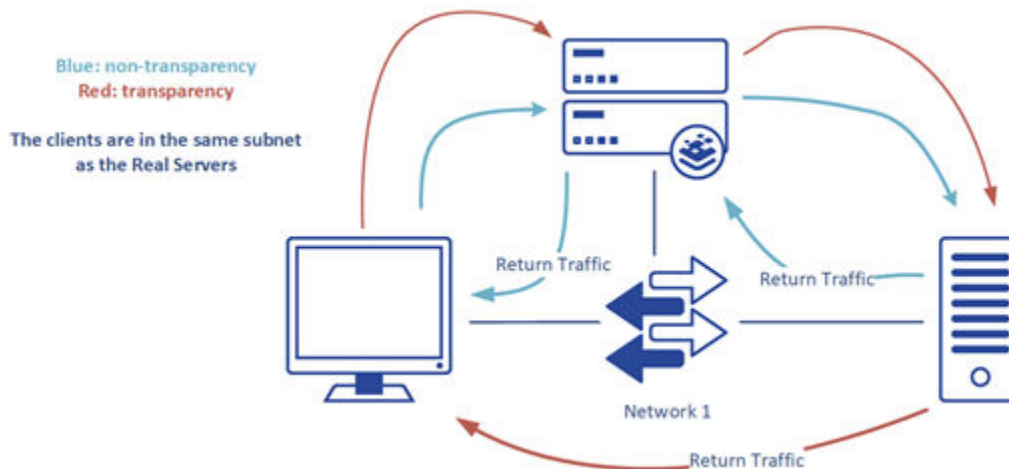 Blue: non-transparency
Red: transparency
The clients are in the same subnet
as the Real Servers
Return Traffic
Return Traffic
Network 1
Return Traffic